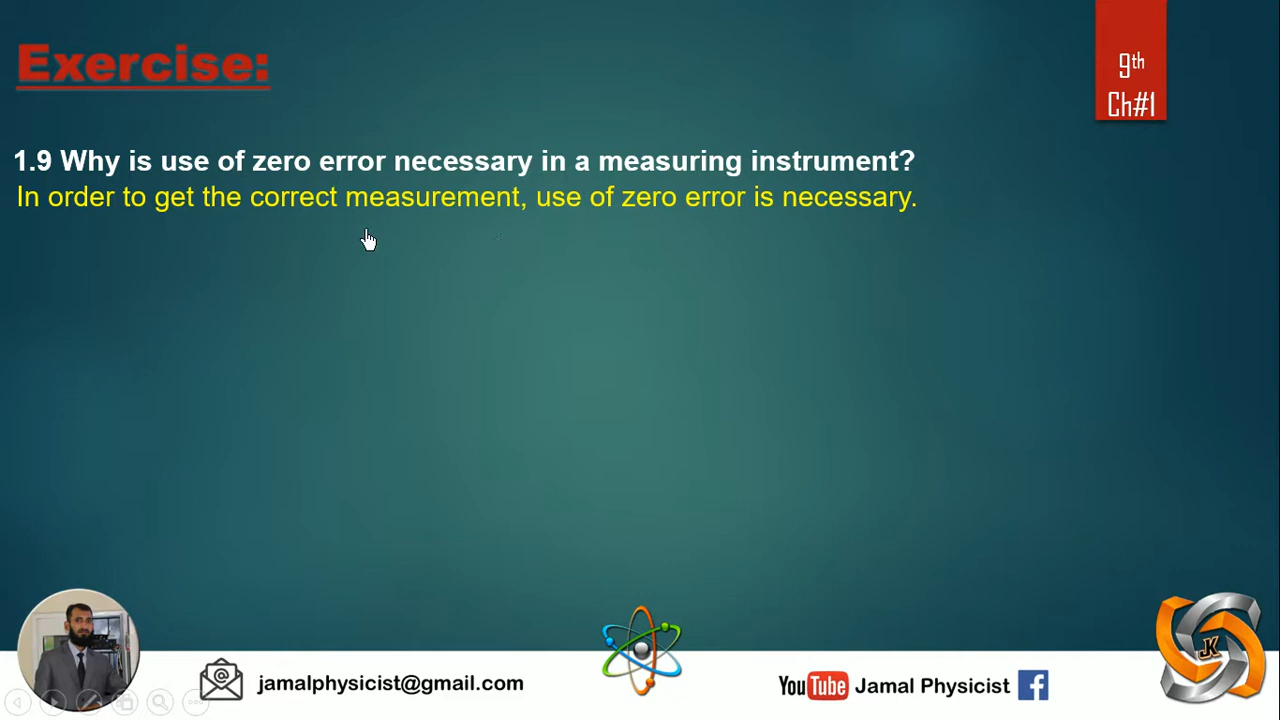 Exercise:
9th
Ch#1
1.9 Why is use of zero error necessary in a measuring instrument?
In order to get the correct measurement, use of zero error is necessary.
jamalphysicist@gmail.com
YouTube Jamal Physicist f
JK